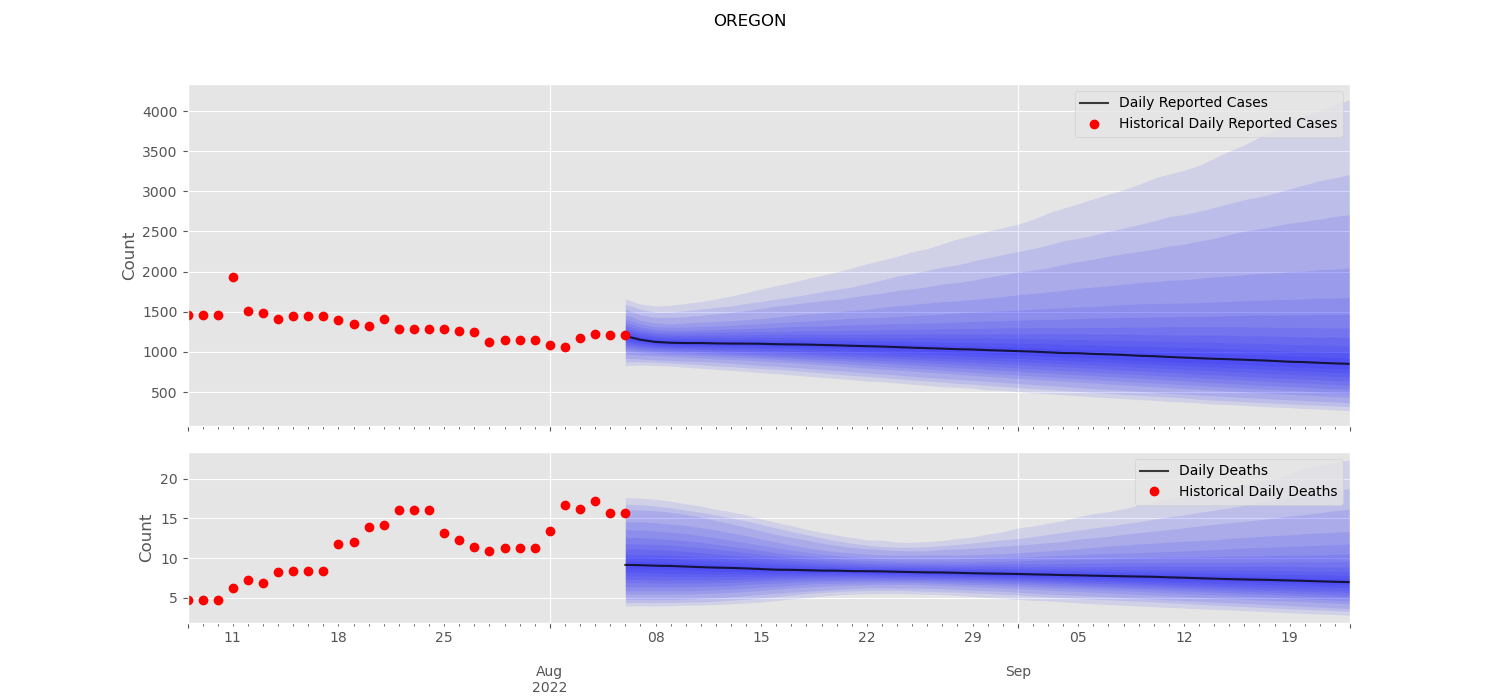 OREGON
Count
4000
3500
3000
2500
2000
1500
1000
500
Daily Reported Cases
Historical Daily Reported Cases
Count
20
15
10
5
Daily Deaths
Historical Daily Deaths
11
18
25
08
15
22
29
05
12
19
Aug
2022
Sep